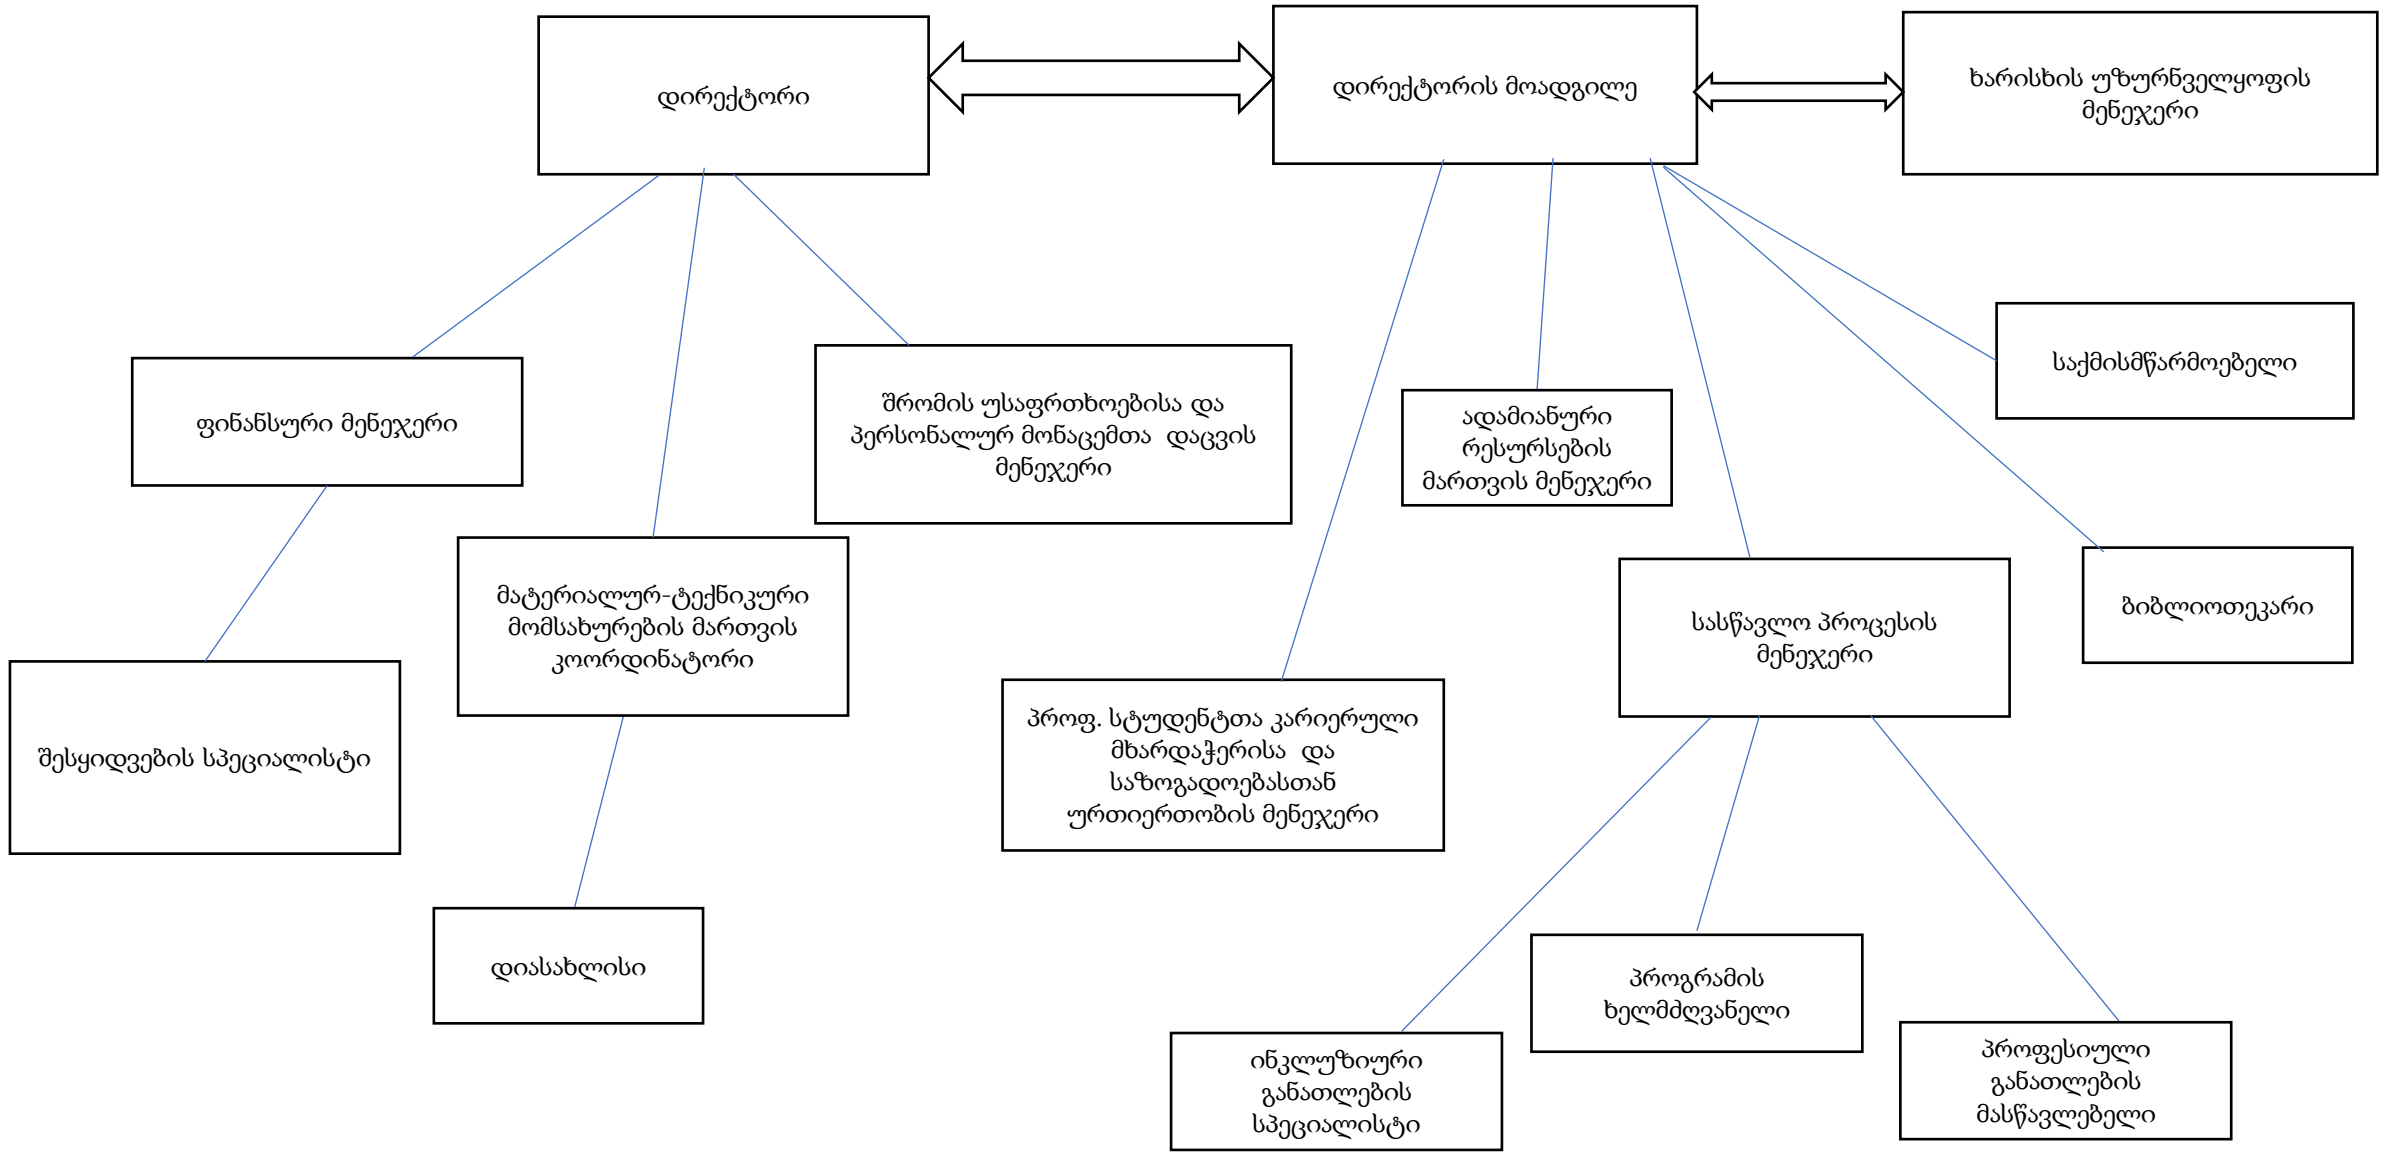 დირექტორი
დირექტორის მოადგილე
ხარისხის უზურნველყოფის
მენეჯერი
ფინანსური მენეჯერი
შრომის უსაფრთხოებისა და
პერსონალურ მონაცემთა  დაცვის
მენეჯერი
ადამიანური
რესურსების
მართვის მენეჯერი
საქმისმწარმოებელი
მატერიალურ-ტექნიკური
მომსახურების მართვის
კოორდინატორი
სასწავლო პროცესის
მენეჯერი
ბიბლიოთეკარი
შესყიდვების სპეციალისტი
პროფ. სტუდენტთა კარიერული
მხარდაჭერისა  და
საზოგადოებასთან
ურთიერთობის მენეჯერი
დიასახლისი
პროგრამის
ხელმძღვანელი
ინკლუზიური
განათლების
სპეციალისტი
პროფესიული
განათლების
მასწავლებელი